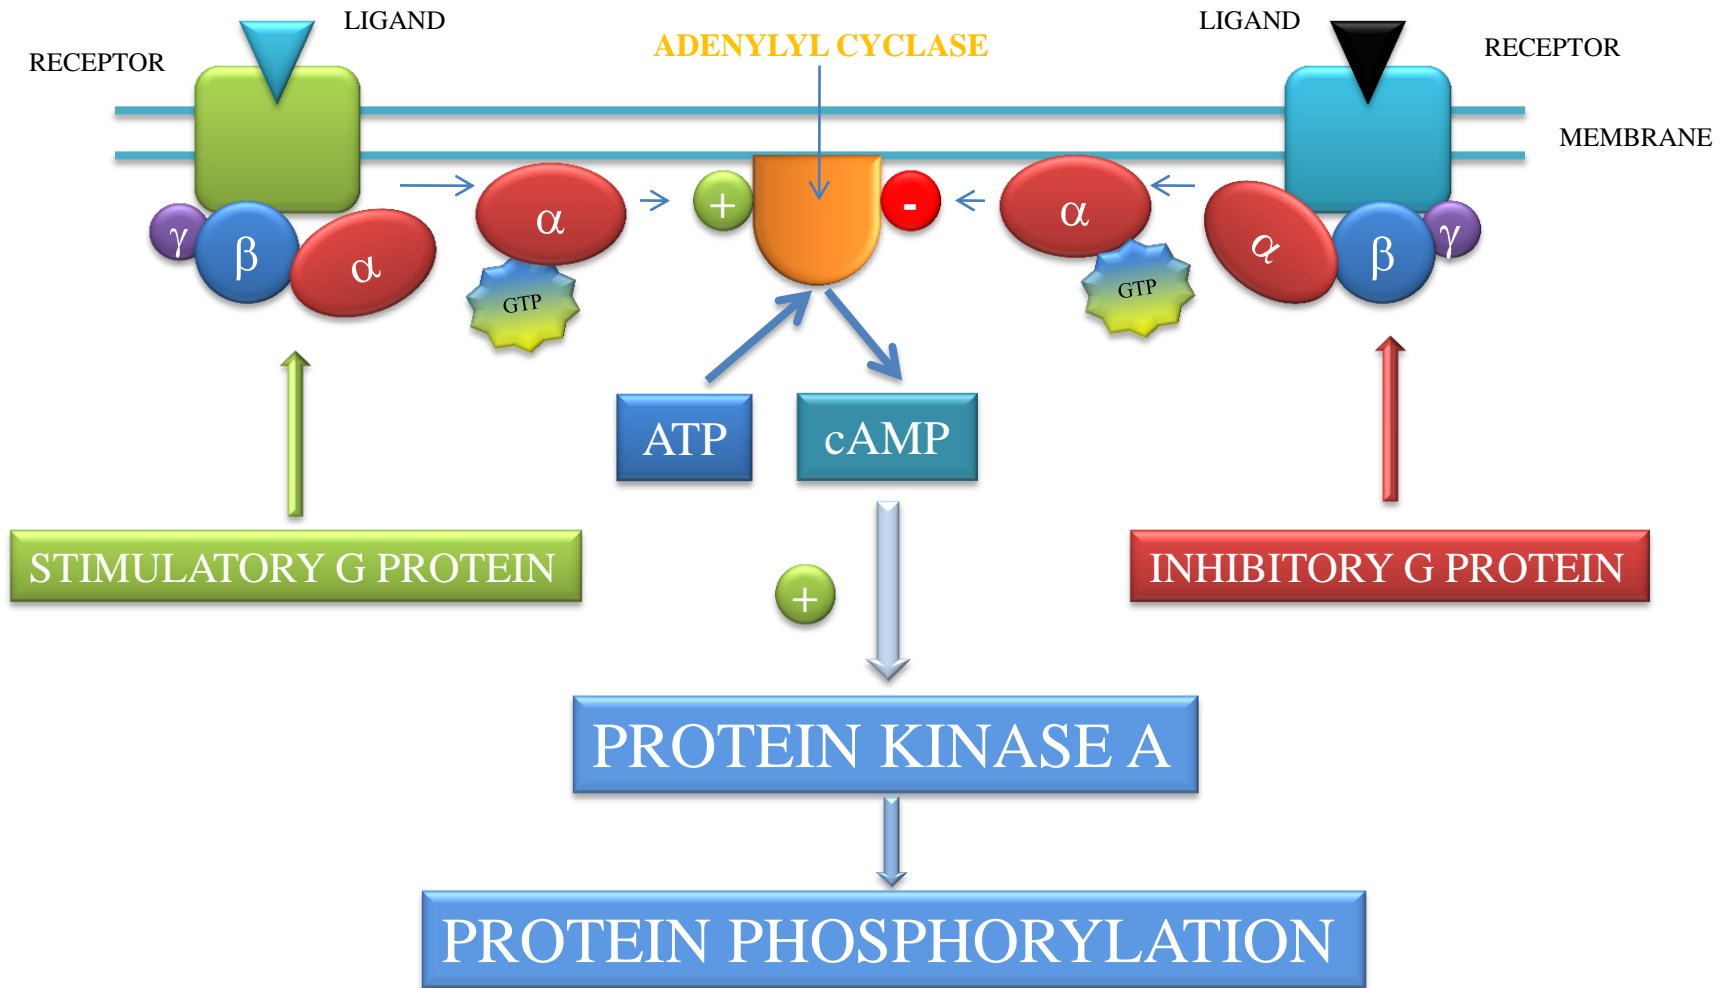 LIGAND
LIGAND
ADENYLYL CYCLASE
RECEPTOR
RECEPTOR
MEMBRANE
+
-
α
α
γ
β
α
α
β
γ
GTP
GTP
ATP
cAMP
STIMULATORY G PROTEIN
INHIBITORY G PROTEIN
+
PROTEIN KINASE A
PROTEIN PHOSPHORYLATION